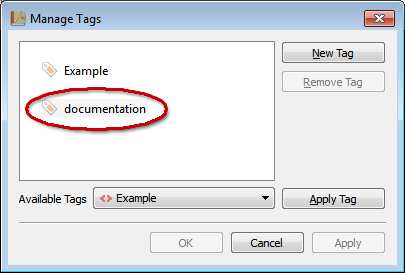 Manage Tags
Example
documentation
New Tag
Remove Tag
Available Tags
Example
Apply Tag
OK
Cancel
Apply